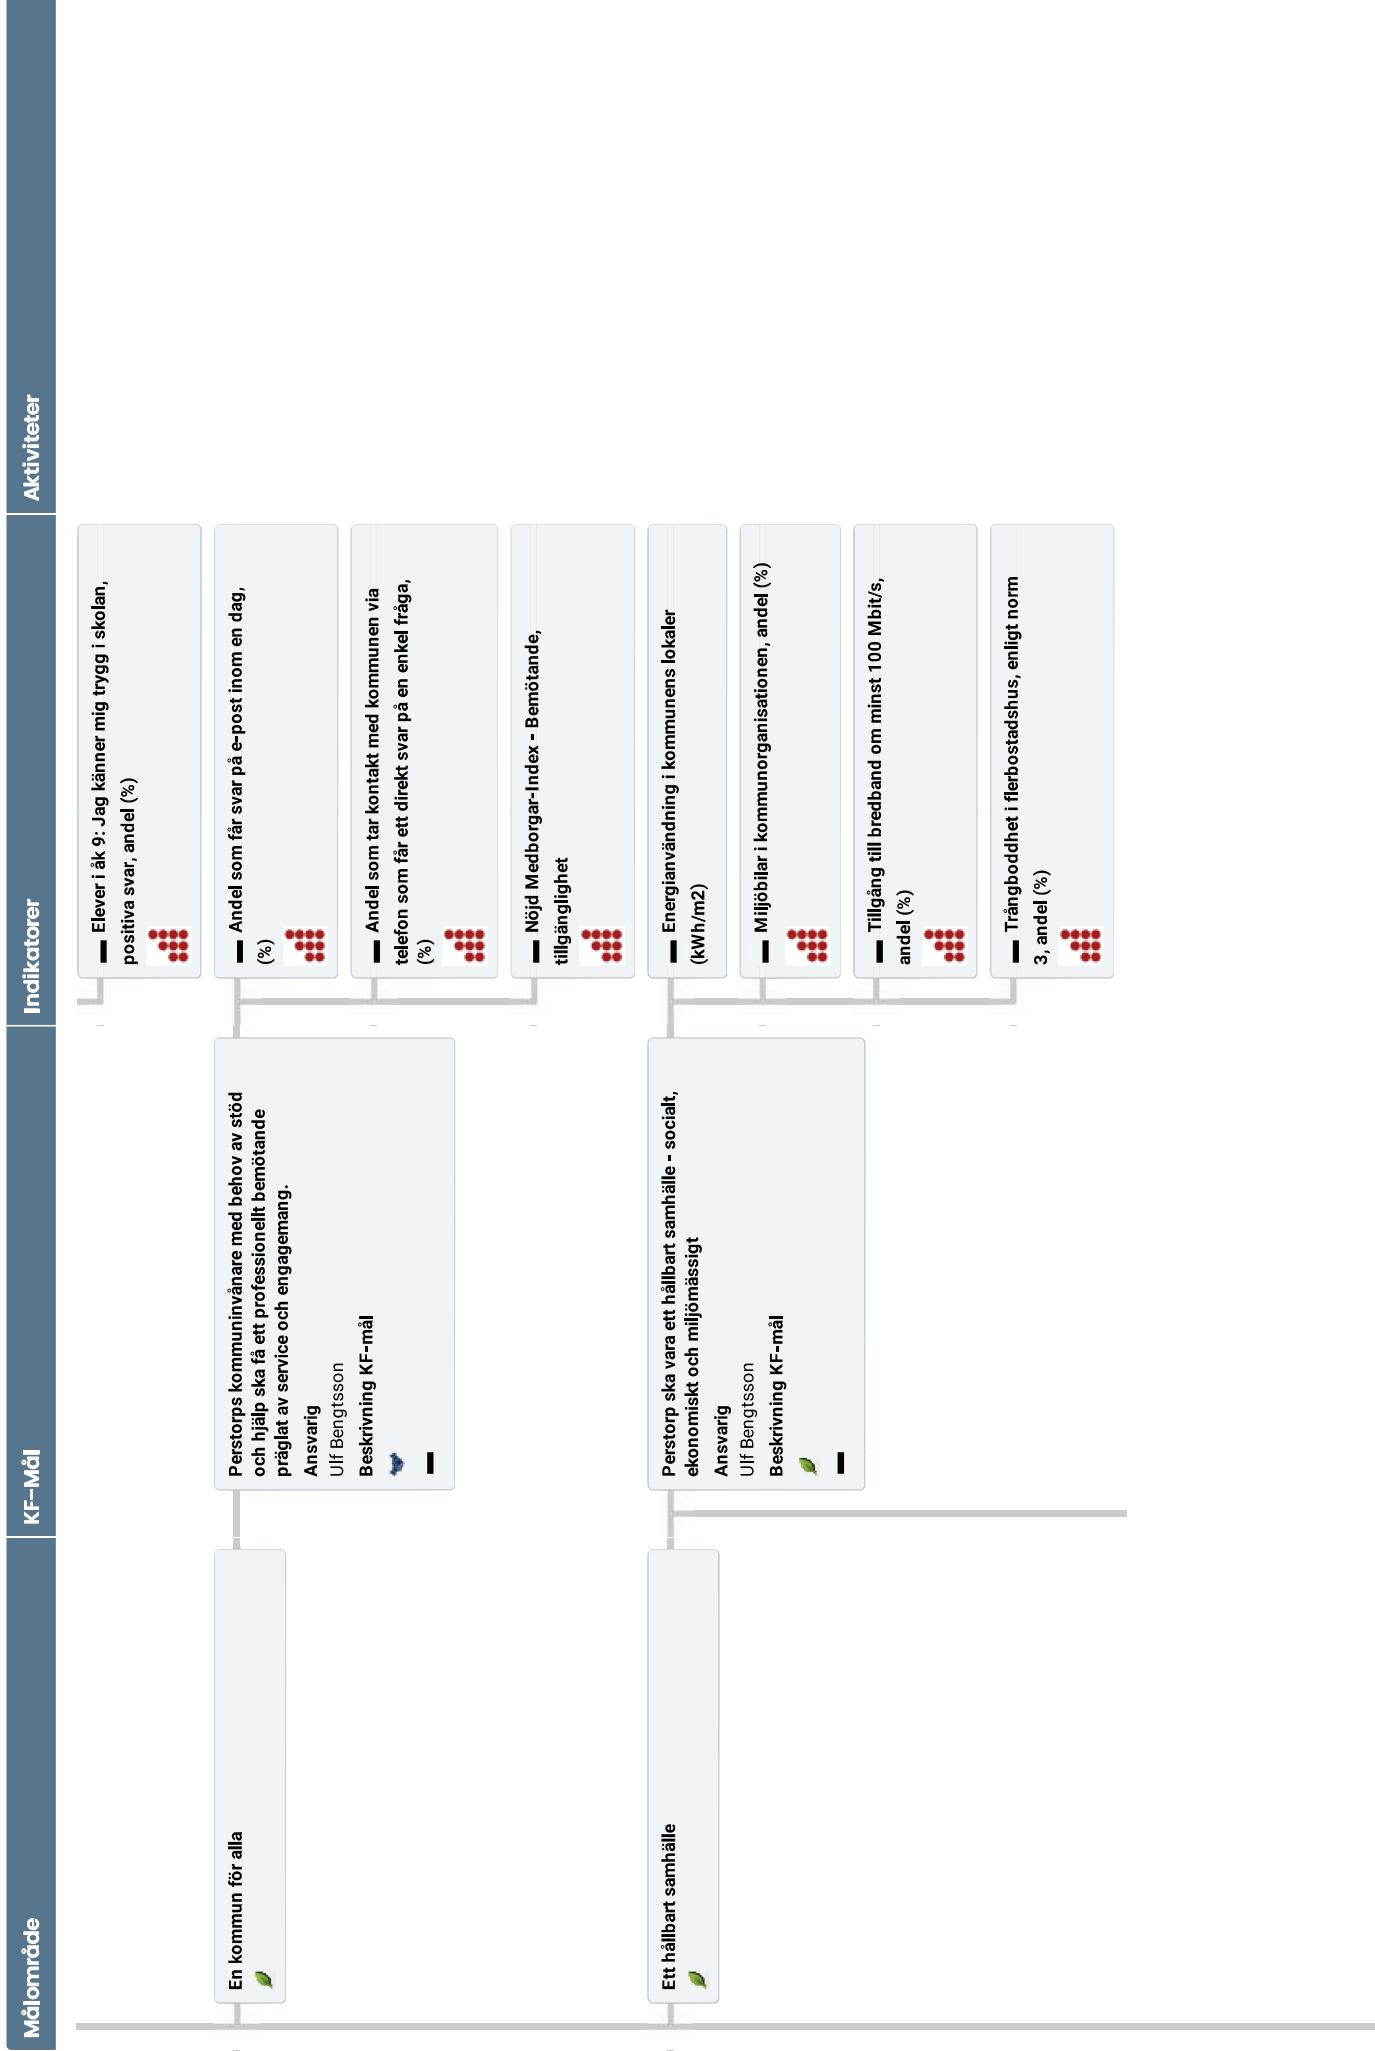 Målområde
KF-Mål
Indikatorer
Aktiviteter
Elever i åk 9: Jag känner mig trygg i skolan,
positiva svar, andel (%)
En kommun för alla
Perstorps kommuninvånare med behov av stöd
och hjälp ska få ett professionellt bemötande
präglat av service och engagemang.
Ansvarig
Ulf Bengtsson
Beskrivning KF-mål
Andel som får svar på e-post inom en dag,
(%)
Andel som tar kontakt med kommunen via
telefon som får ett direkt svar på en enkel fråga,
(%)
Nöjd Medborgar-Index - Bemötande,
tillgänglighet
Ett hållbart samhälle
Perstorp ska vara ett hållbart samhälle - socialt,
ekonomiskt och miljömässigt
Ansvarig
Ulf Bengtsson
Beskrivning KF-mål
Energianvändning i kommunens lokaler
(kWh/m2)
Miljöbilar i kommunorganisationen, andel (%)
Tillgång till bredband om minst 100 Mbit/s,
andel (%)
Trångboddhet i flerbostadshus, enligt norm
3, andel (%)